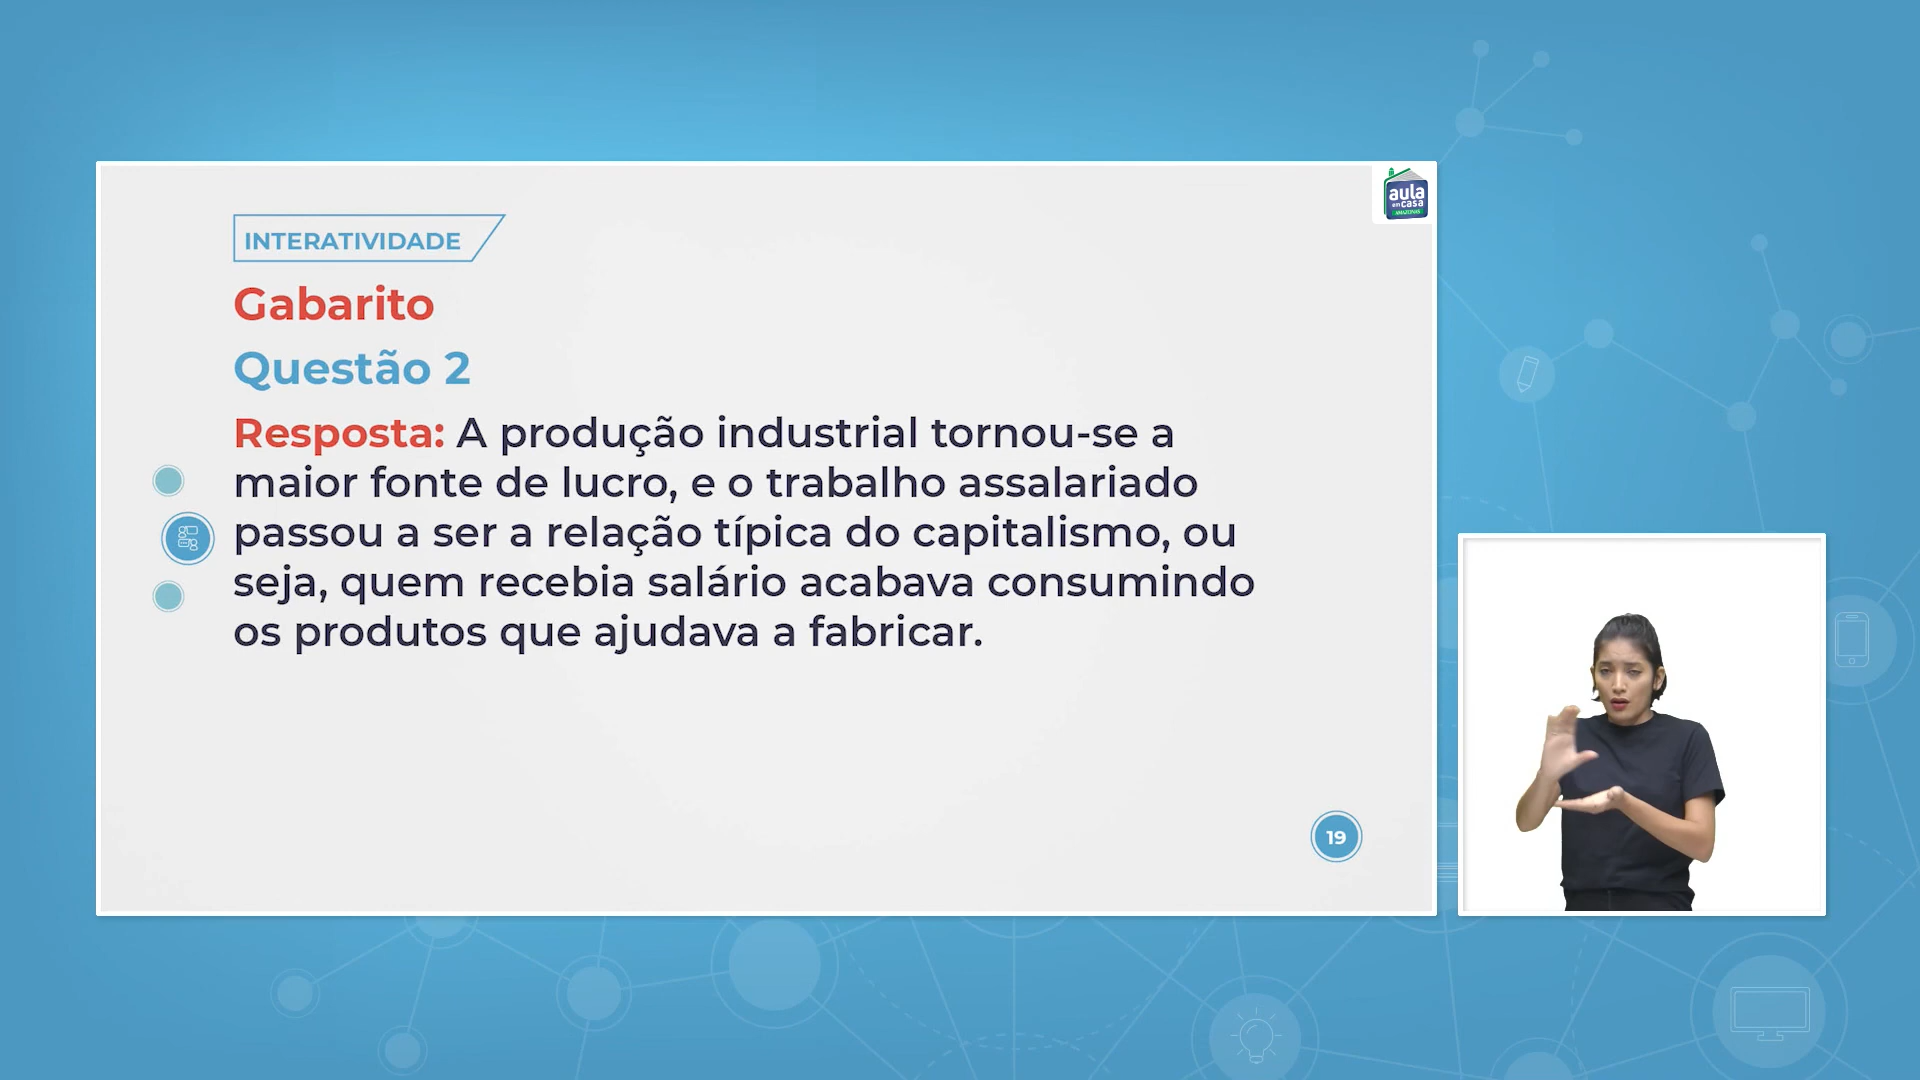 aula
em casa
AMAZONAS
INTERATIVIDADE
Gabarito
Questão 2
Resposta: A produção industrial tornou-se a
maior fonte de lucro, e o trabalho assalariado
passou a ser a relação típica do capitalismo, ou
seja, quem recebia salário acabava consumindo
os produtos que ajudava a fabricar.
19